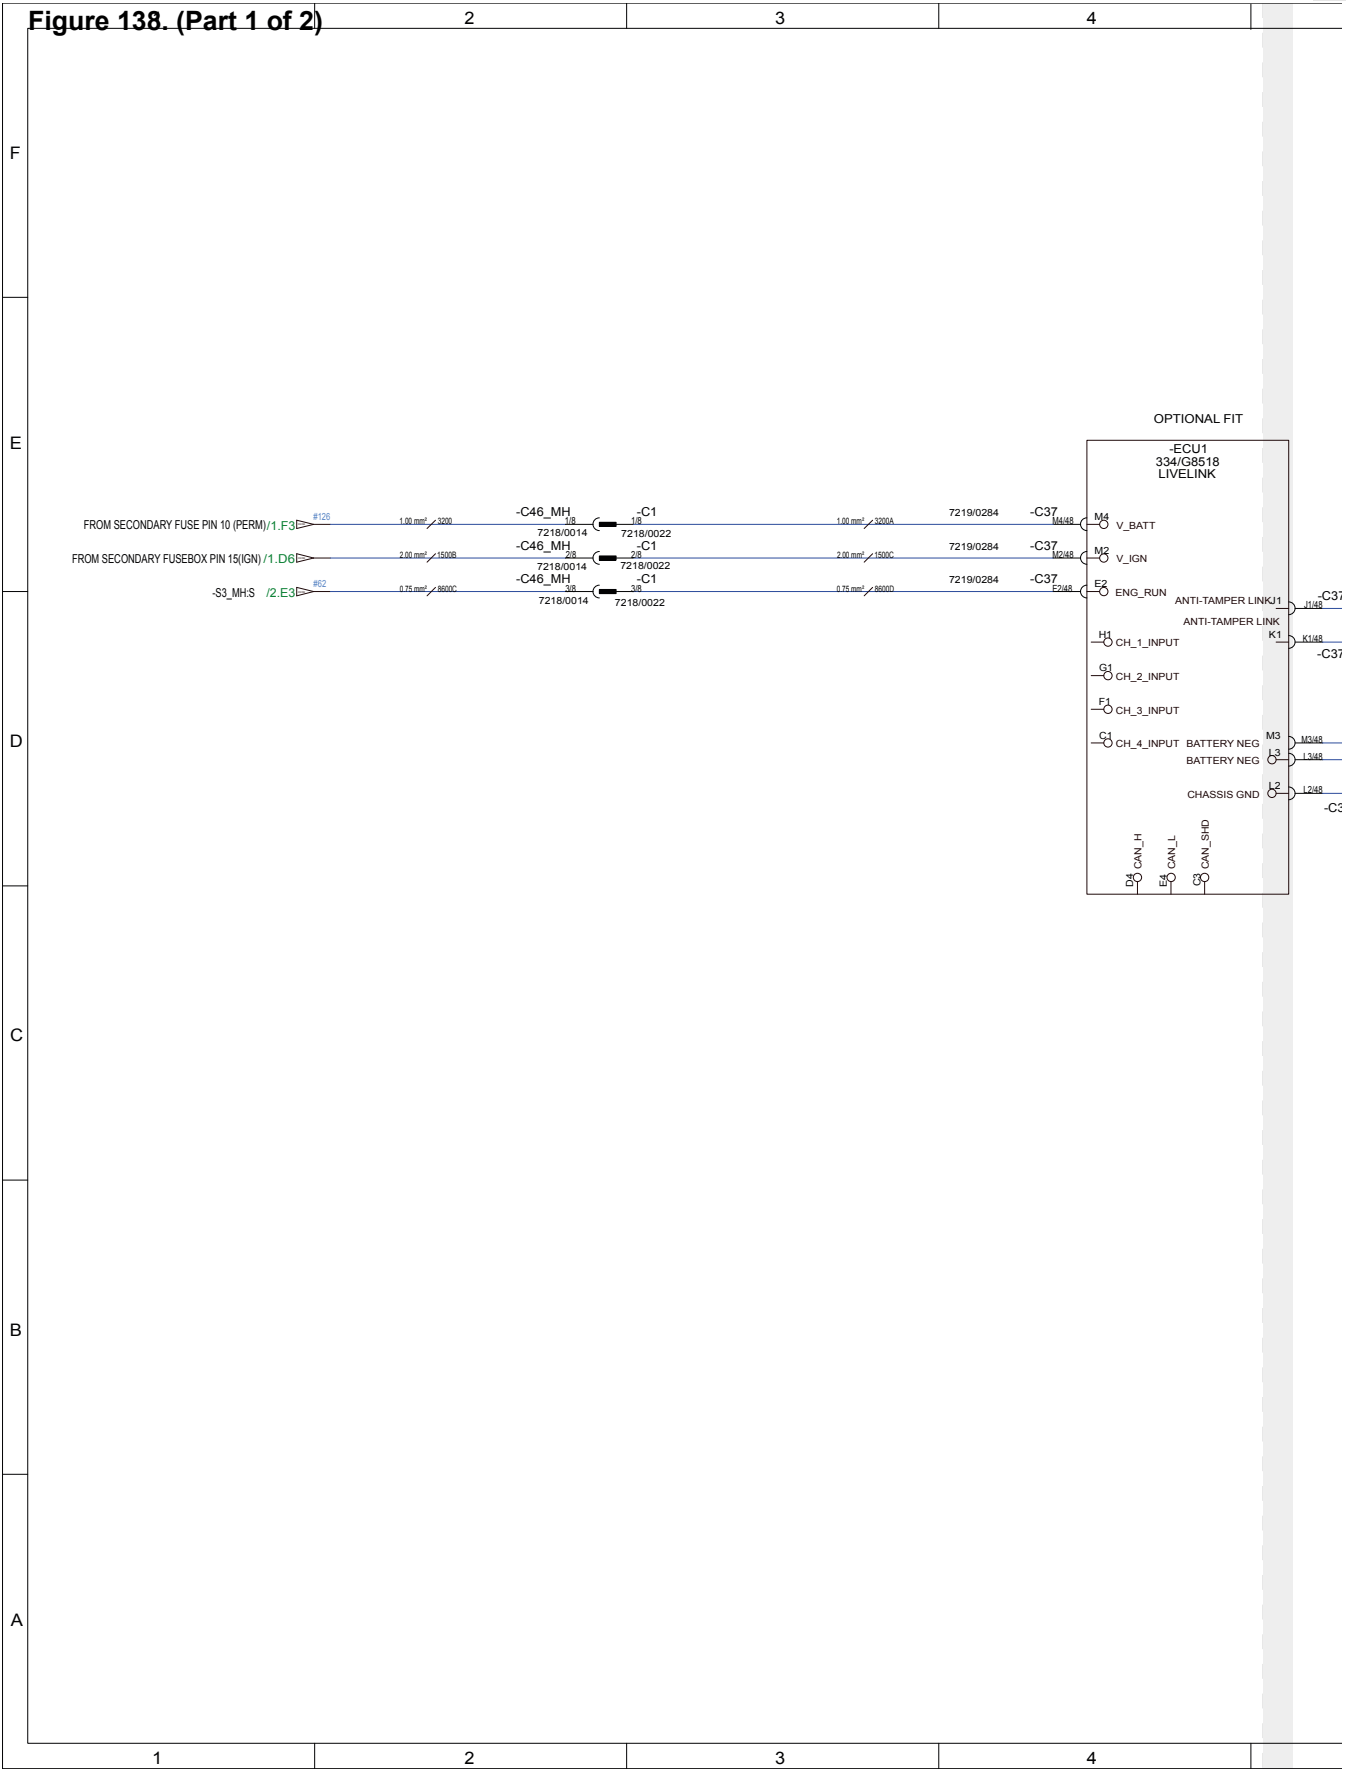 Figure 138. (Part 1 of 2)
2
3
4
F
E
D
C
B
A
OPTIONAL FIT
-ECU1
334/G8518
LIVELINK
FROM SECONDARY FUSE PIN 10 (PERM) /1.F3
#126
1.00 mm² 3200
-C46_MH
1/8
7218/0014
-C1
1/8
7218/0022
1.00 mm² 3200A
7219/0284
-C37
M4/48
M4
V_BATT
FROM SECONDARY FUSEBOX PIN 15(IGN) /1.D6
2.00 mm² 1500B
-C46_MH
2/8
7218/0014
-C1
2/8
7218/0022
2.00 mm² 1500C
7219/0284
-C37
M2/48
M2
V_IGN
-S3_MH:S /2.E3
#62
0.75 mm² 8600C
-C46_MH
3/8
7218/0014
-C1
3/8
7218/0022
0.75 mm² 8600D
7219/0284
-C37
E2/48
E2
ENG_RUN
ANTI-TAMPER LINK J1
J1/48
-C37
ANTI-TAMPER LINK
K1
K1/48
-C37
H1
CH_1_INPUT
G1
CH_2_INPUT
F1
CH_3_INPUT
C1
CH_4_INPUT
BATTERY NEG
M3
M3/48
BATTERY NEG
L3
L3/48
CHASSIS GND
L2
L2/48
-C3
D4
CAN_H
E4
CAN_L
C3
CAN_SHD
1
2
3
4